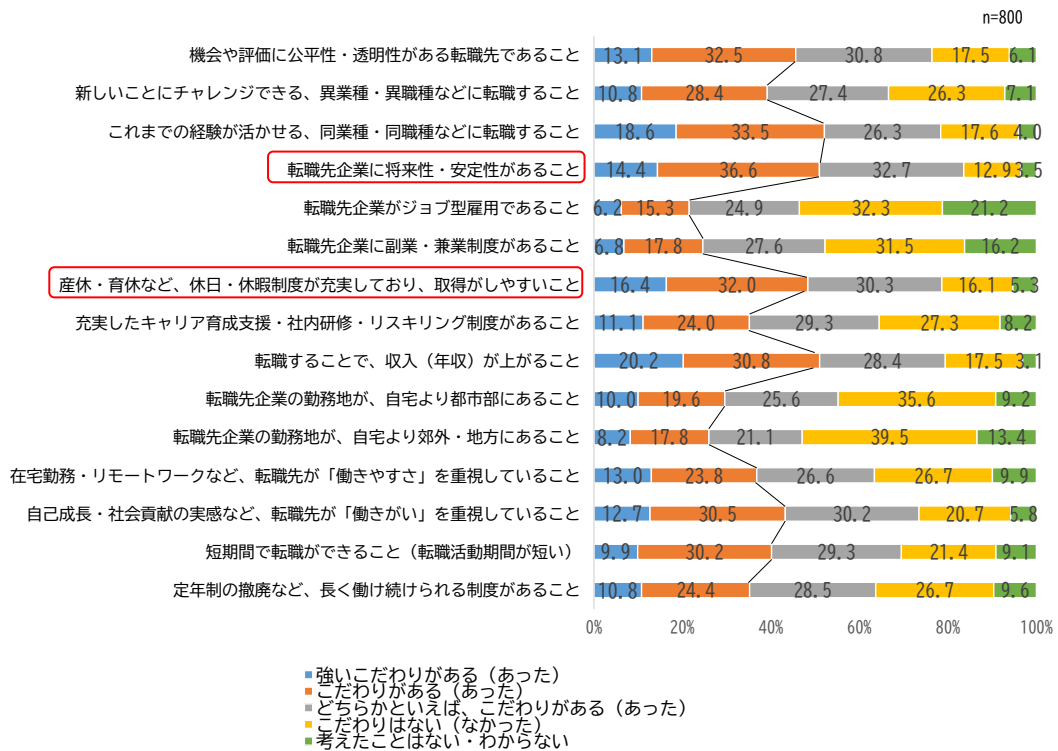 n=800
機会や評価に公平性・透明性がある転職先であること 13.1 32.5 30.8 17.5 6.1
新しいことにチャレンジできる、異業種・異職種などに転職すること 10.8 28.4 27.4 26.3 7.1
これまでの経験が活かせる、同業種・同職種などに転職すること 18.6 33.5 26.3 17.6 4.0
転職先企業に将来性・安定性があること 14.4 36.6 32.7 12.9 3.5
転職先企業がジョブ型雇用であること 6.2 15.3 24.9 32.3 21.2
転職先企業に副業・兼業制度があること 6.8 17.8 27.6 31.5 16.2
産休・育休など、休日・休暇制度が充実しており、取得がしやすいこと 16.4 32.0 30.3 16.1 5.3
充実したキャリア育成支援・社内研修・リスキリング制度があること 11.1 24.0 29.3 27.3 8.2
転職することで、収入（年収）が上がること 20.2 30.8 28.4 17.5 3.1
転職先企業の勤務地が、自宅より都市部にあること 10.0 19.6 25.6 35.6 9.2
転職先企業の勤務地が、自宅より郊外・地方にあること 8.2 17.8 21.1 39.5 13.4
在宅勤務・リモートワークなど、転職先が「働きやすさ」を重視していること 13.0 23.8 26.6 26.7 9.9
自己成長・社会貢献の実感など、転職先が「働きがい」を重視していること 12.7 30.5 30.2 20.7 5.8
短期間で転職ができること（転職活動期間が短い） 9.9 30.2 29.3 21.4 9.1
定年制の撤廃など、長く働け続けられる制度があること 10.8 24.4 28.5 26.7 9.6
0% 20% 40% 60% 80% 100%
強いこだわりがある（あった）
こだわりがある（あった）
どちらかといえば、こだわりがある（あった）
こだわりはない（なかった）
考えたことはない・わからない